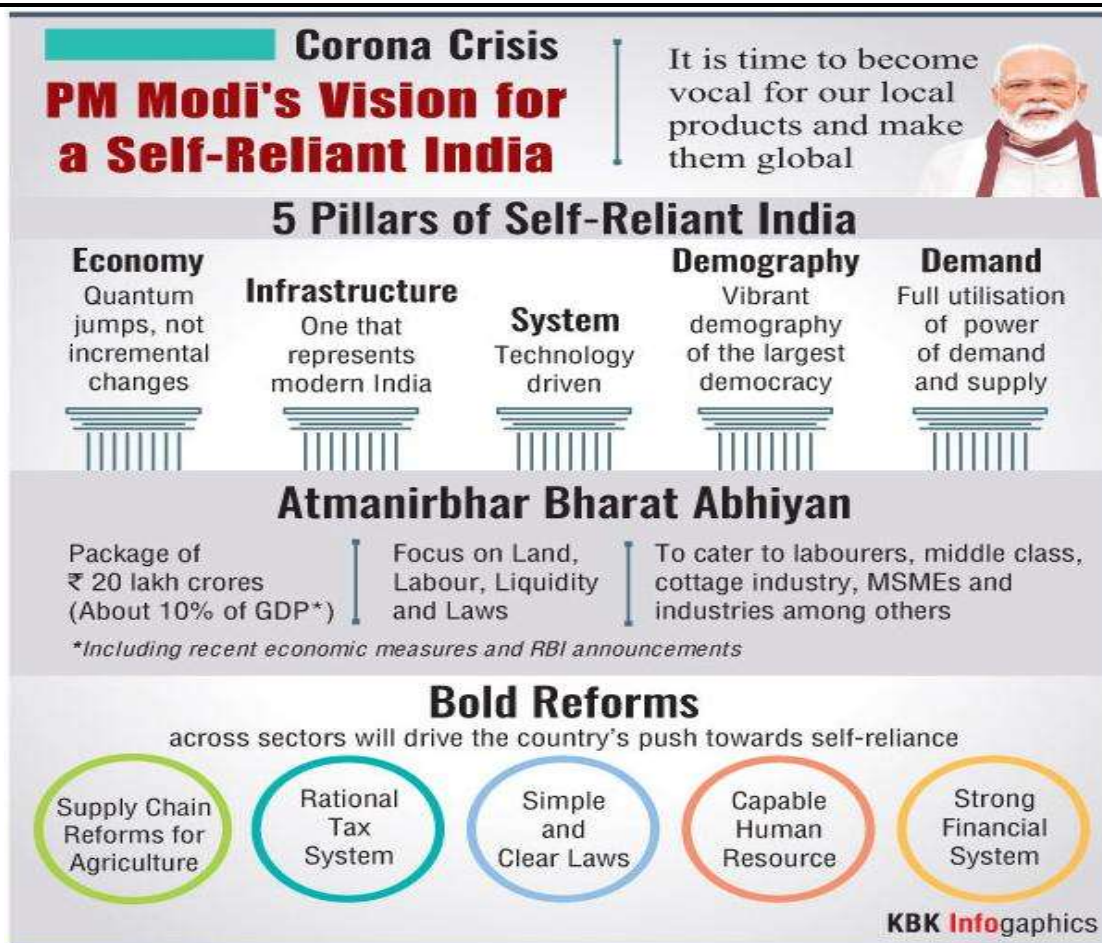 Corona Crisis
PM Modi's Vision for
a Self-Reliant India
It is time to become
vocal for our local
products and make
them global
5 Pillars of Self-Reliant India
Economy
Quantum
jumps, not
incremental
changes
Infrastructure
One that
represents
modern India
System
Technology
driven
Demography
Vibrant
demography
of the largest
democracy
Demand
Full utilisation
of power
of demand
and supply
Atmanirbhar Bharat Abhiyan
Package of
₹ 20 lakh crores
(About 10% of GDP*)
Focus on Land,
Labour, Liquidity
and Laws
To cater to labourers, middle class,
cottage industry, MSMEs and
industries among others
*Including recent economic measures and RBI announcements
Bold Reforms
across sectors will drive the country's push towards self-reliance
Supply Chain
Reforms for
Agriculture
Rational
Tax
System
Simple
and
Clear Laws
Capable
Human
Resource
Strong
Financial
System
KBK Infogaphics